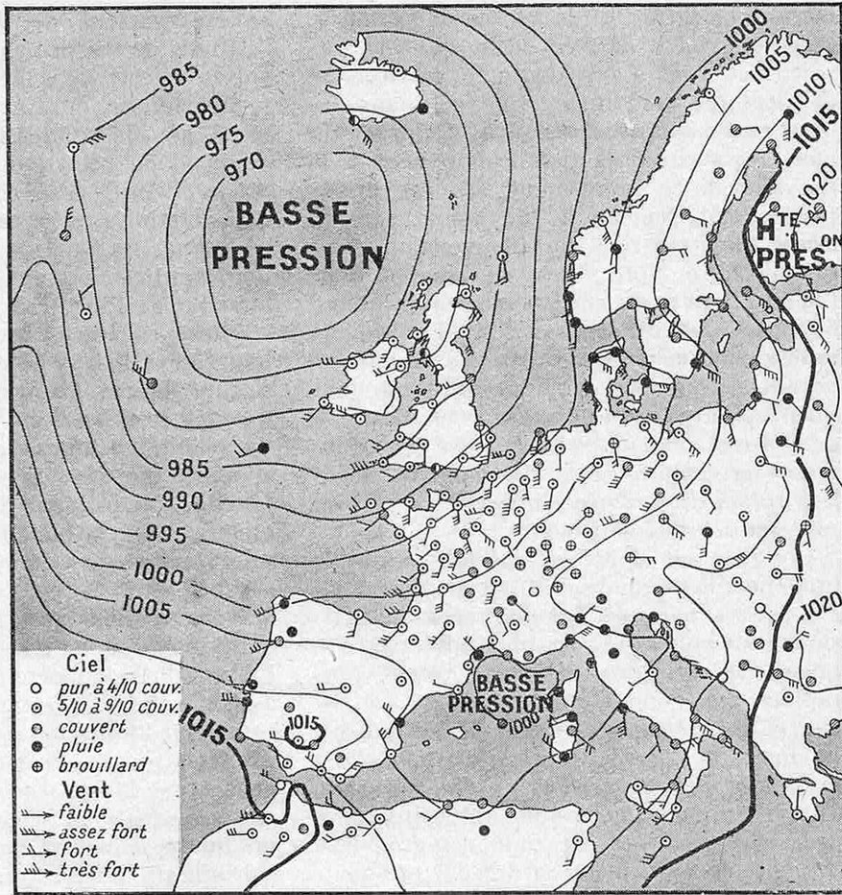 985
980
975
970
BASSE
PRESSION
1000
1005
1010
1015
1020
HTE
PRES.ON
985
990
995
1000
1005
1015
1015
BASSE
PRESSION
1000
1020
Ciel
pur à 4/10 couv.
5/10 à 9/10 couv.
couvert
pluie
brouillard
Vent
faible
assez fort
fort
très fort